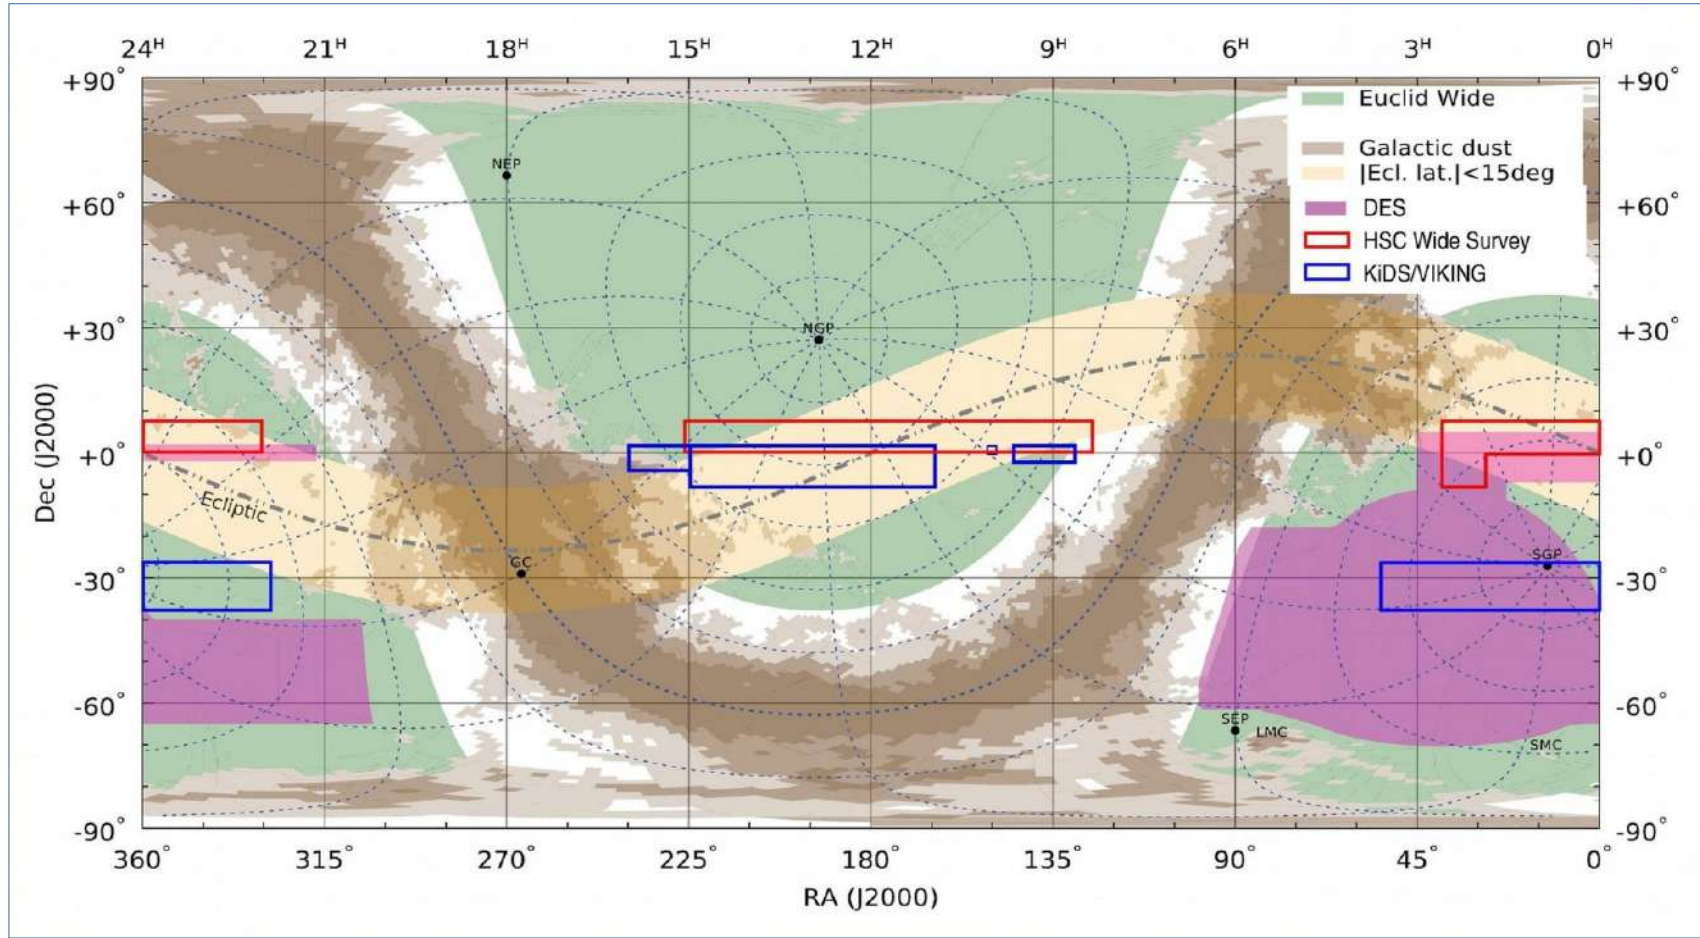 24ᴴ 21ᴴ 18ᴴ 15ᴴ 12ᴴ 9ᴴ 6ᴴ 3ᴴ 0ᴴ
+90° +90°
Euclid Wide
Galactic dust
|Ecl. lat.|<15deg
DES
HSC Wide Survey
KiDS/VIKING
NEP
+60° +60°
NGP
+30° +30°
+0° +0°
Dec (J2000)
Ecliptic
GC
SGP
-30° -30°
-60° -60°
SEP
LMC
SMC
-90° -90°
360° 315° 270° 225° 180° 135° 90° 45° 0°
RA (J2000)